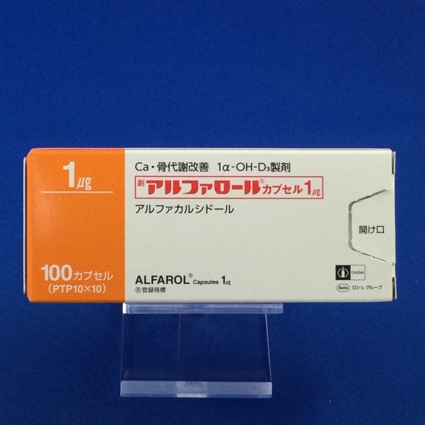 1μg
100カプセル
(PTP10×10)
Ca・骨代謝改善 1α-OH-D₃製剤
劇 アルファロール®カプセル1μg
アルファカルシドール
ALFAROL® Capsules 1μg
®登録商標
開け口
CHUGAI
Roche ロシュ グループ